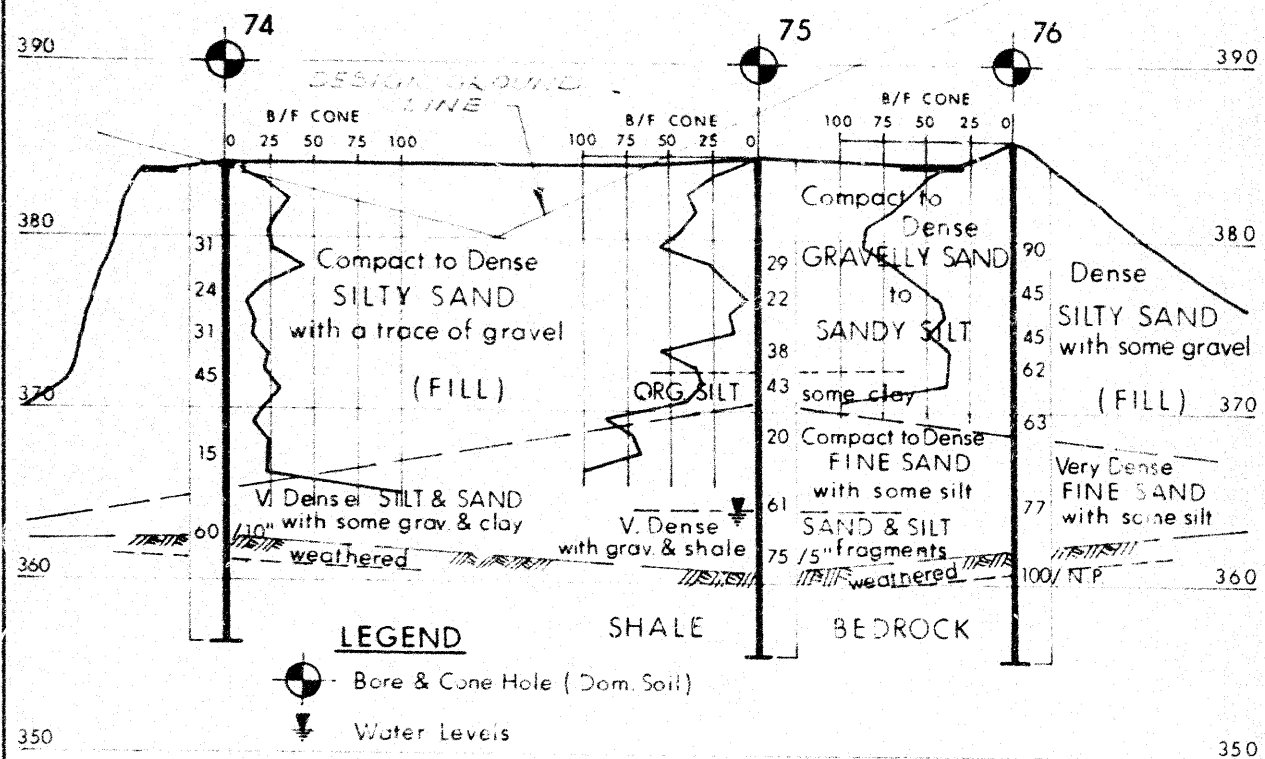 74
75
76
390
390
DESIGN GROUND
LINE
B/F CONE
0 25 50 75 100
B/F CONE
100 75 50 25 0
B/F CONE
100 75 50 25 0
380
380
31
24
31
45
15
60 /10"
Compact to Dense
SILTY SAND
with a trace of gravel
(FILL)
V. Dense SILT & SAND
with some grav. & clay
weathered
29
22
38
43
20
61
75 /5"
ORG. SILT
some clay
V. Dense
with grav. & shale
Compact to
Dense
GRAVELLY SAND
to
SANDY SILT
Compact to Dense
FINE SAND
with some silt
SAND & SILT
fragments
weathered
90
45
45
62
63
77
100/ N.P.
Dense
SILTY SAND
with some gravel
(FILL)
Very Dense
FINE SAND
with some silt
370
370
360
360
SHALE BEDROCK
LEGEND
Bore & Cone Hole (Dom. Soil)
Water Levels
350
350